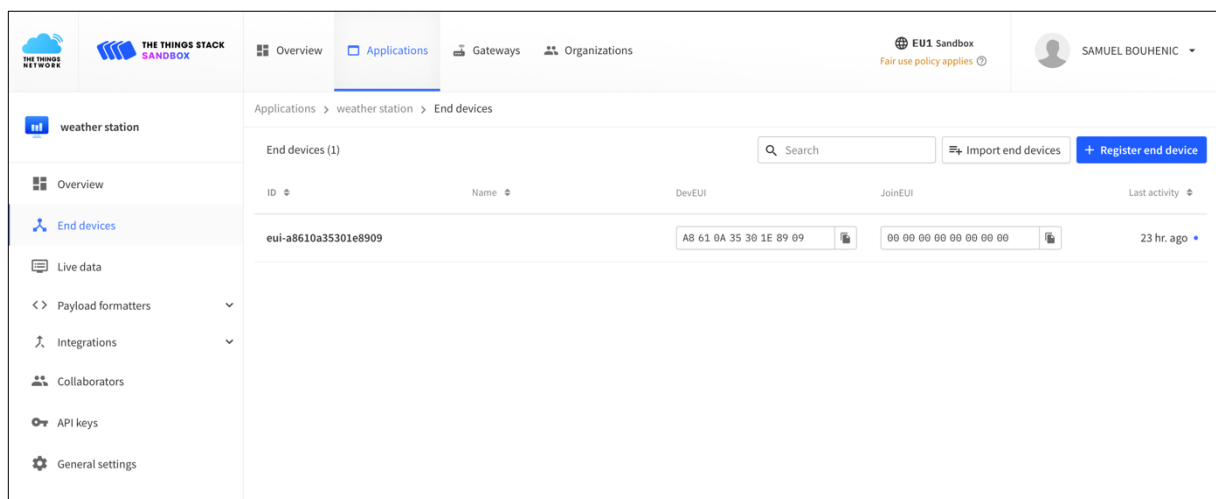 THE THINGS NETWORK
THE THINGS STACK
SANDBOX
Overview
Applications
Gateways
Organizations
EU1 Sandbox
Fair use policy applies ?
SAMUEL BOUHENIC
weather station
Applications > weather station > End devices
End devices (1)
Search
Import end devices
+ Register end device
ID
Name
DevEUI
JoinEUI
Last activity
eui-a8610a35301e8909
A8 61 0A 35 30 1E 89 09
00 00 00 00 00 00 00 00
23 hr. ago
Overview
End devices
Live data
<> Payload formatters
Integrations
Collaborators
API keys
General settings